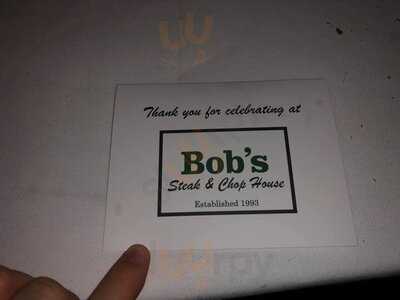 Thank you for celebrating at
Bob's
Steak & Chop House
Established 1993